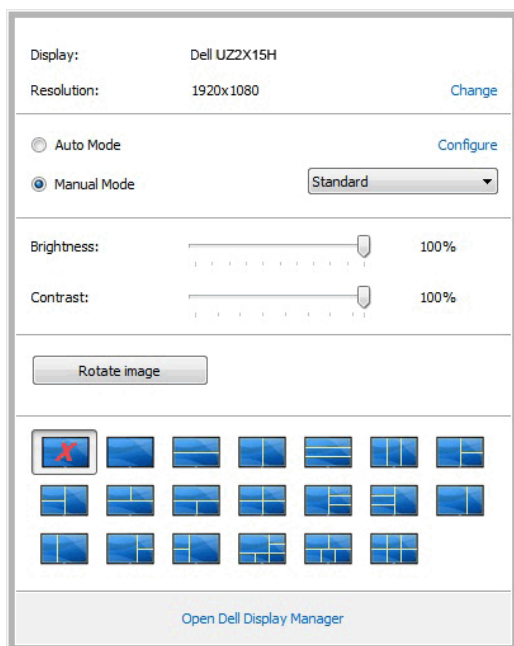 Display: Dell UZ2X15H
Resolution: 1920x1080 Change
Auto Mode Configure
Manual Mode Standard
Brightness: 100%
Contrast: 100%
Rotate image
Open Dell Display Manager